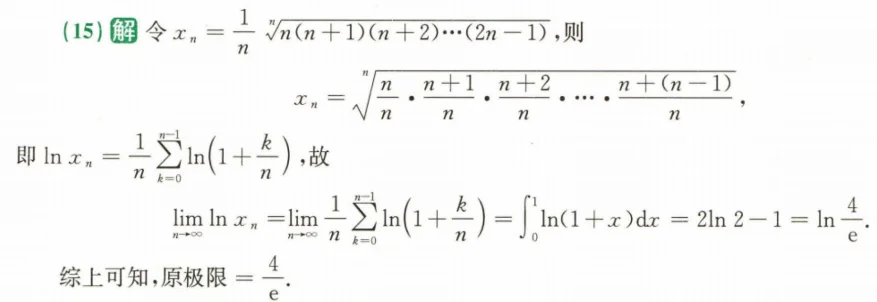 (15) 解 令 $x_n = \frac{1}{n} \sqrt[n]{n(n+1)(n+2)\cdots(2n-1)}$,则
$x_n = \sqrt[n]{\frac{n}{n} \cdot \frac{n+1}{n} \cdot \frac{n+2}{n} \cdot \cdots \cdot \frac{n+(n-1)}{n}}$,
即 $\ln x_n = \frac{1}{n} \sum_{k=0}^{n-1} \ln\left(1+\frac{k}{n}\right)$,故
$\lim_{n\to\infty} \ln x_n = \lim_{n\to\infty} \frac{1}{n} \sum_{k=0}^{n-1} \ln\left(1+\frac{k}{n}\right) = \int_0^1 \ln(1+x)\mathrm{d}x = 2\ln 2 - 1 = \ln \frac{4}{\mathrm{e}}$.
综上可知,原极限 $= \frac{4}{\mathrm{e}}$.